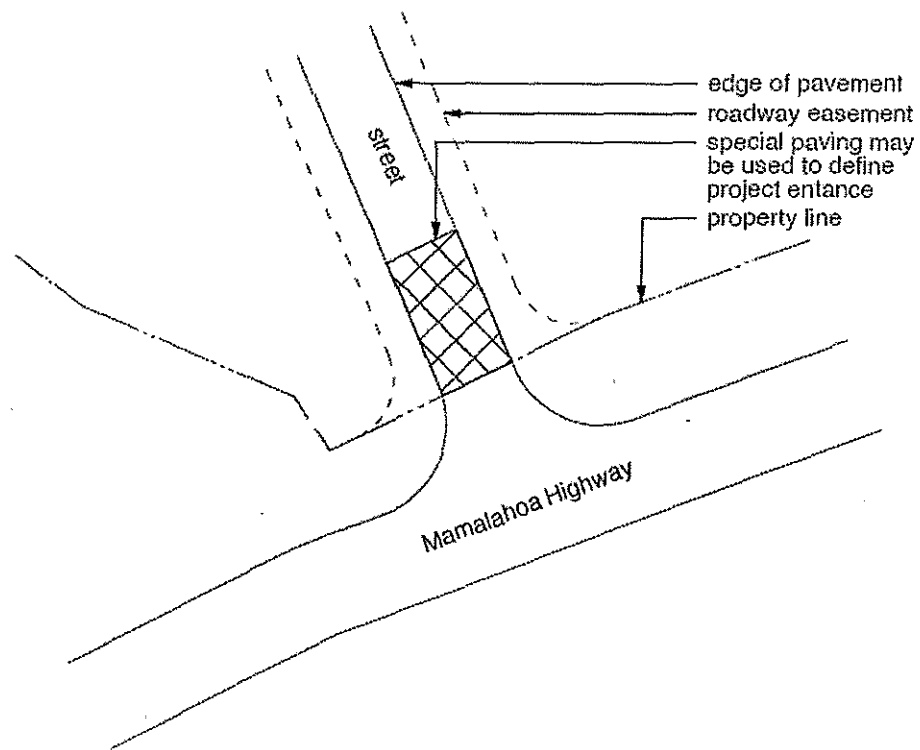 edge of pavement
roadway easement
special paving may
be used to define
project entance
property line
street
Mamalahoa Highway